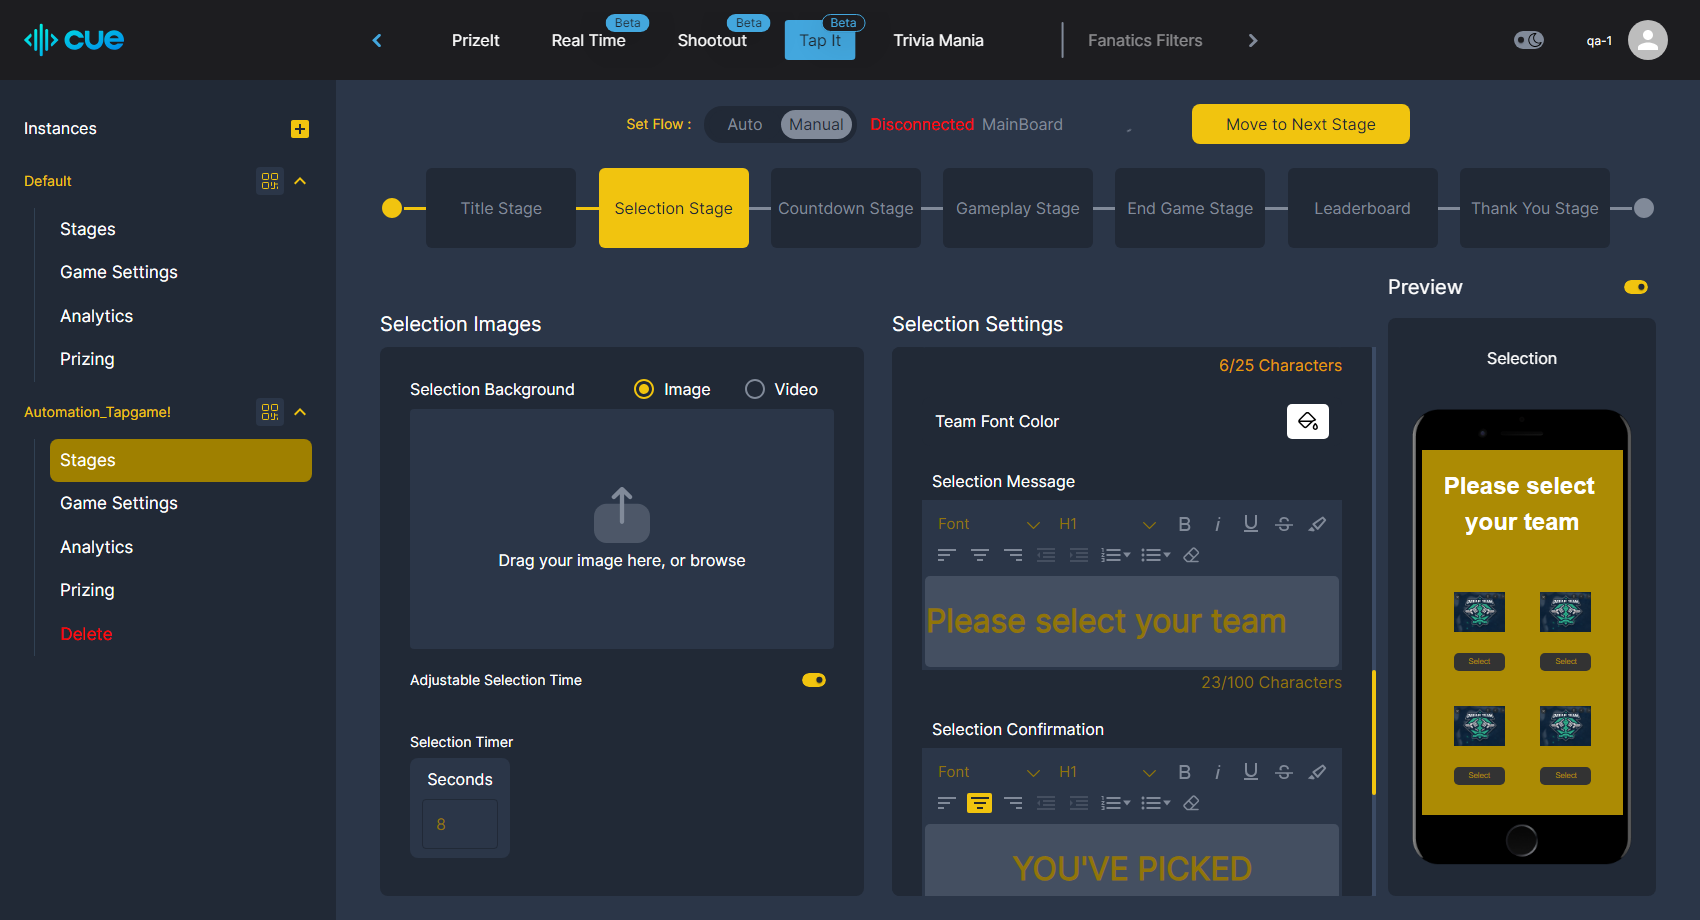 cue
PrizeIt
Real Time
Beta
Shootout
Beta
Tap It
Beta
Trivia Mania
Fanatics Filters
qa-1
Instances
Default
Stages
Game Settings
Analytics
Prizing
Automation_Tapgame!
Stages
Game Settings
Analytics
Prizing
Delete
Set Flow :
Auto
Manual
Disconnected MainBoard
Move to Next Stage
Title Stage
Selection Stage
Countdown Stage
Gameplay Stage
End Game Stage
Leaderboard
Thank You Stage
Selection Images
Selection Background
Image
Video
Drag your image here, or browse
Adjustable Selection Time
Selection Timer
Seconds
8
Selection Settings
6/25 Characters
Team Font Color
Selection Message
Font
H1
B
i
U
S
Please select your team
23/100 Characters
Selection Confirmation
Font
H1
B
i
U
S
YOU'VE PICKED
Preview
Selection
Please select
your team
Select
Select
Select
Select